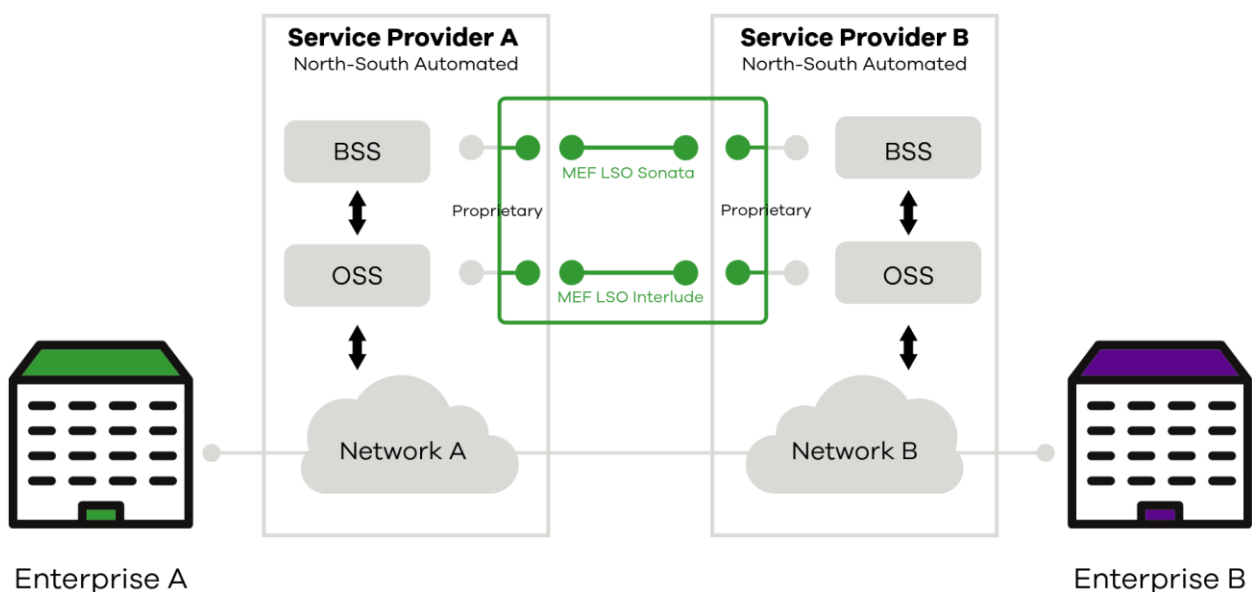 Service Provider A
North-South Automated
Service Provider B
North-South Automated
BSS
BSS
MEF LSO Sonata
Proprietary
Proprietary
OSS
OSS
MEF LSO Interlude
Network A
Network B
Enterprise A
Enterprise B